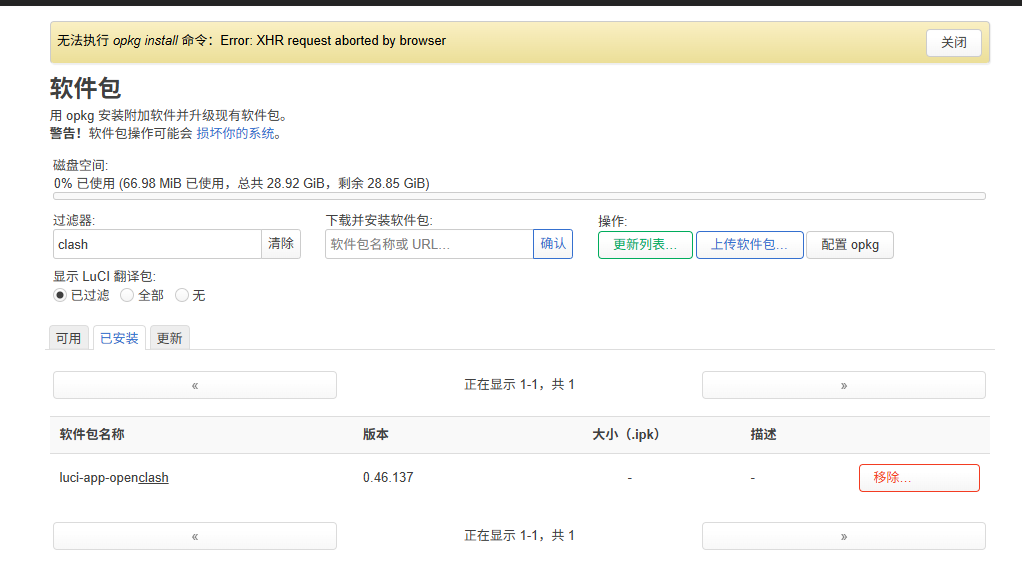 无法执行 opkg install 命令：Error: XHR request aborted by browser
关闭
软件包
用 opkg 安装附加软件并升级现有软件包。
警告！软件包操作可能会 损坏你的系统。
磁盘空间:
0% 已使用 (66.98 MiB 已使用，总共 28.92 GiB，剩余 28.85 GiB)
过滤器:
clash
清除
下载并安装软件包:
软件包名称或 URL…
确认
操作:
更新列表…
上传软件包…
配置 opkg
显示 LuCI 翻译包:
已过滤 全部 无
可用 已安装 更新
« 正在显示 1-1，共 1 »
软件包名称 版本 大小（.ipk） 描述
luci-app-openclash 0.46.137 - - 移除…
« 正在显示 1-1，共 1 »